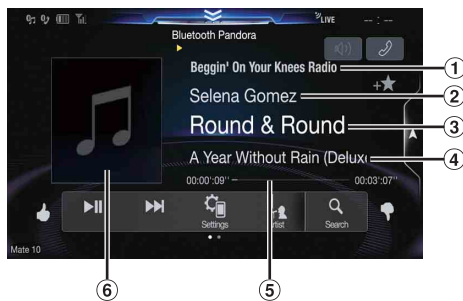 LIVE
-- : --
Bluetooth Pandora
Beggin' On Your Knees Radio
1
+★
Selena Gomez
2
Round & Round
3
A Year Without Rain (Deluxe
4
00:00':09"
00:03':07"
Settings
Artist
Search
Mate 10
6
5